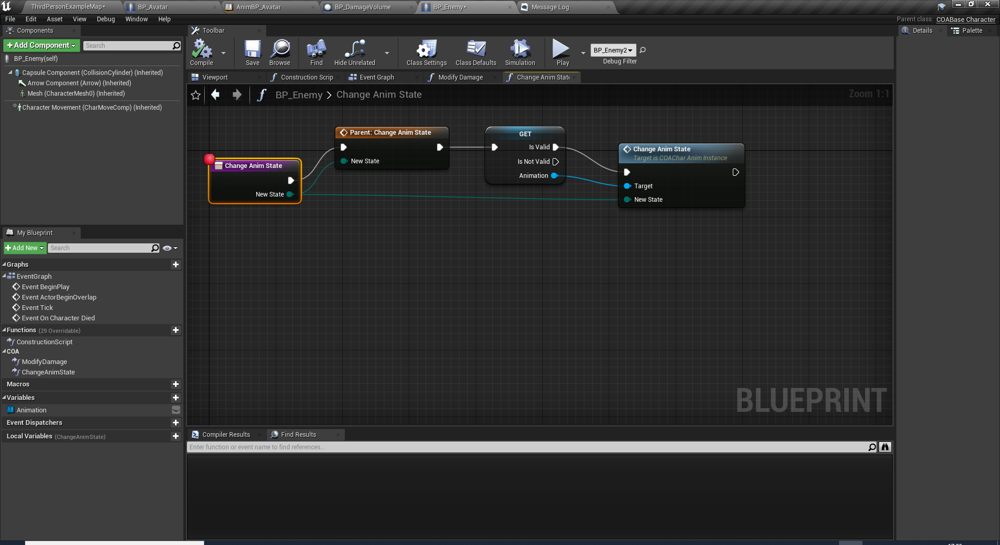 ThirdPersonExampleMap*
BP_Avatar
AnimBP_Avatar
BP_DamageVolume
BP_Enemy*
Message Log
File Edit Asset View Debug Window Help
Parent class: COABase Character
Components
Toolbar
Details
Palette
Add Component
Search
BP_Enemy(self)
Capsule Component (CollisionCylinder) (Inherited)
Arrow Component (Arrow) (Inherited)
Mesh (CharacterMesh0) (Inherited)
Character Movement (CharMoveComp) (Inherited)
Compile
Save
Browse
Find
Hide Unrelated
Class Settings
Class Defaults
Simulation
Play
BP_Enemy2
Debug Filter
Viewport
Construction Scrip
Event Graph
Modify Damage
Change Anim State
BP_Enemy > Change Anim State
Zoom 1:1
Change Anim State
New State
Parent: Change Anim State
New State
GET
Is Valid
Is Not Valid
Animation
Change Anim State
Target is COAChar Anim Instance
Target
New State
BLUEPRINT
My Blueprint
Add New
Search
Graphs
EventGraph
Event BeginPlay
Event ActorBeginOverlap
Event Tick
Event On Character Died
Functions (29 Overridable)
ConstructionScript
COA
ModifyDamage
ChangeAnimState
Macros
Variables
Animation
Event Dispatchers
Local Variables (ChangeAnimState)
Compiler Results
Find Results
Enter function or event name to find references...